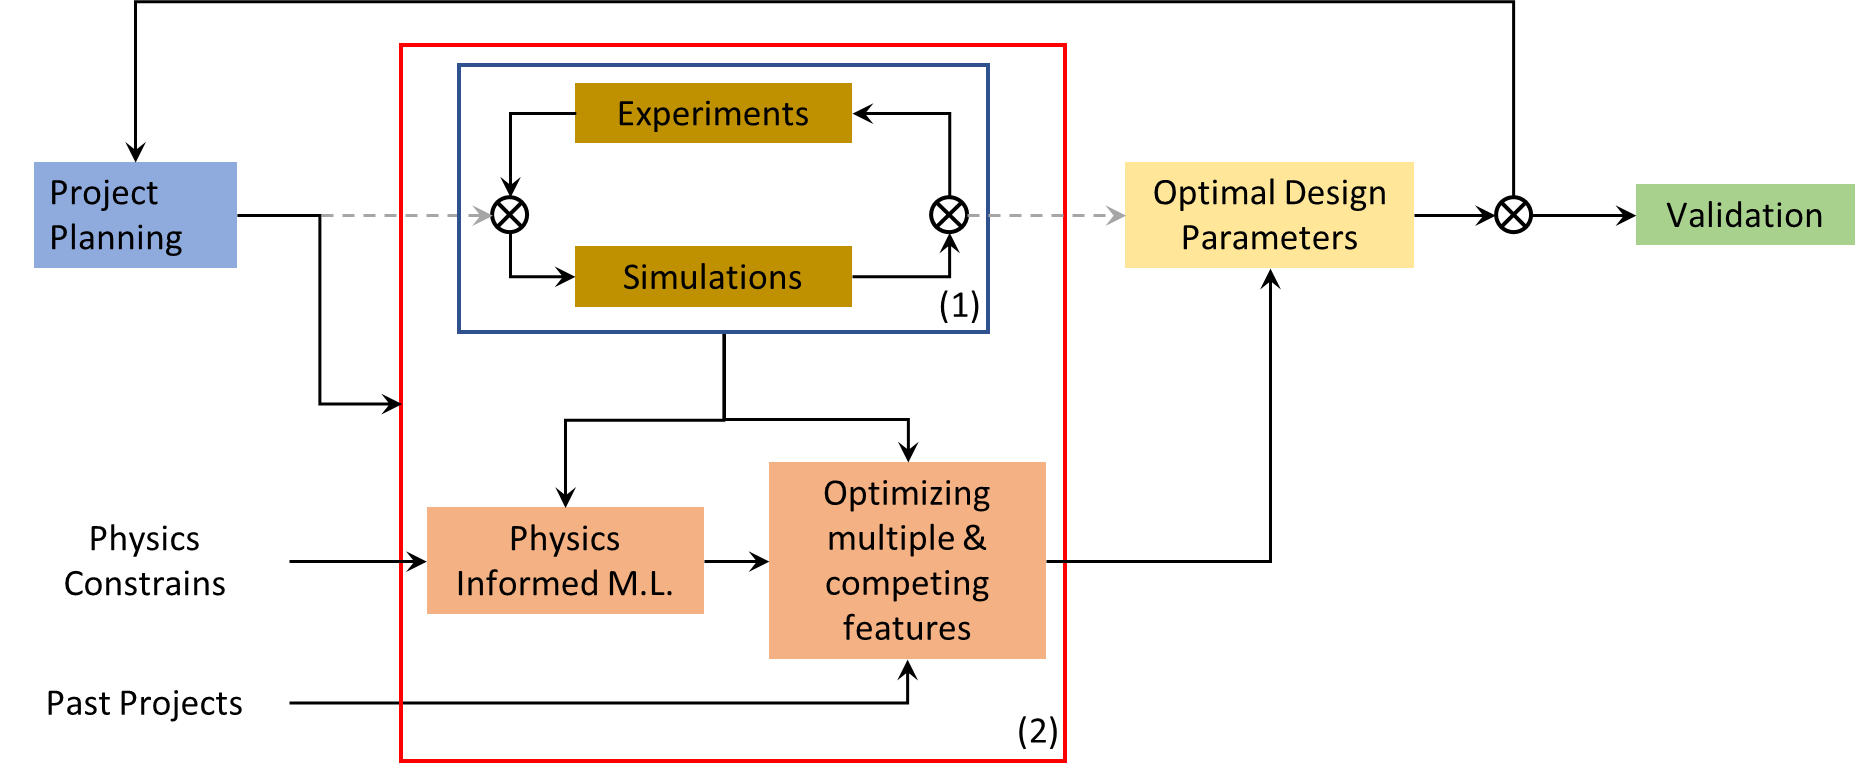 Experiments
Project
Planning
Optimal Design
Parameters
Validation
Simulations
(1)
Optimizing
multiple &
competing
features
Physics
Constrains
Physics
Informed M.L.
Past Projects
(2)